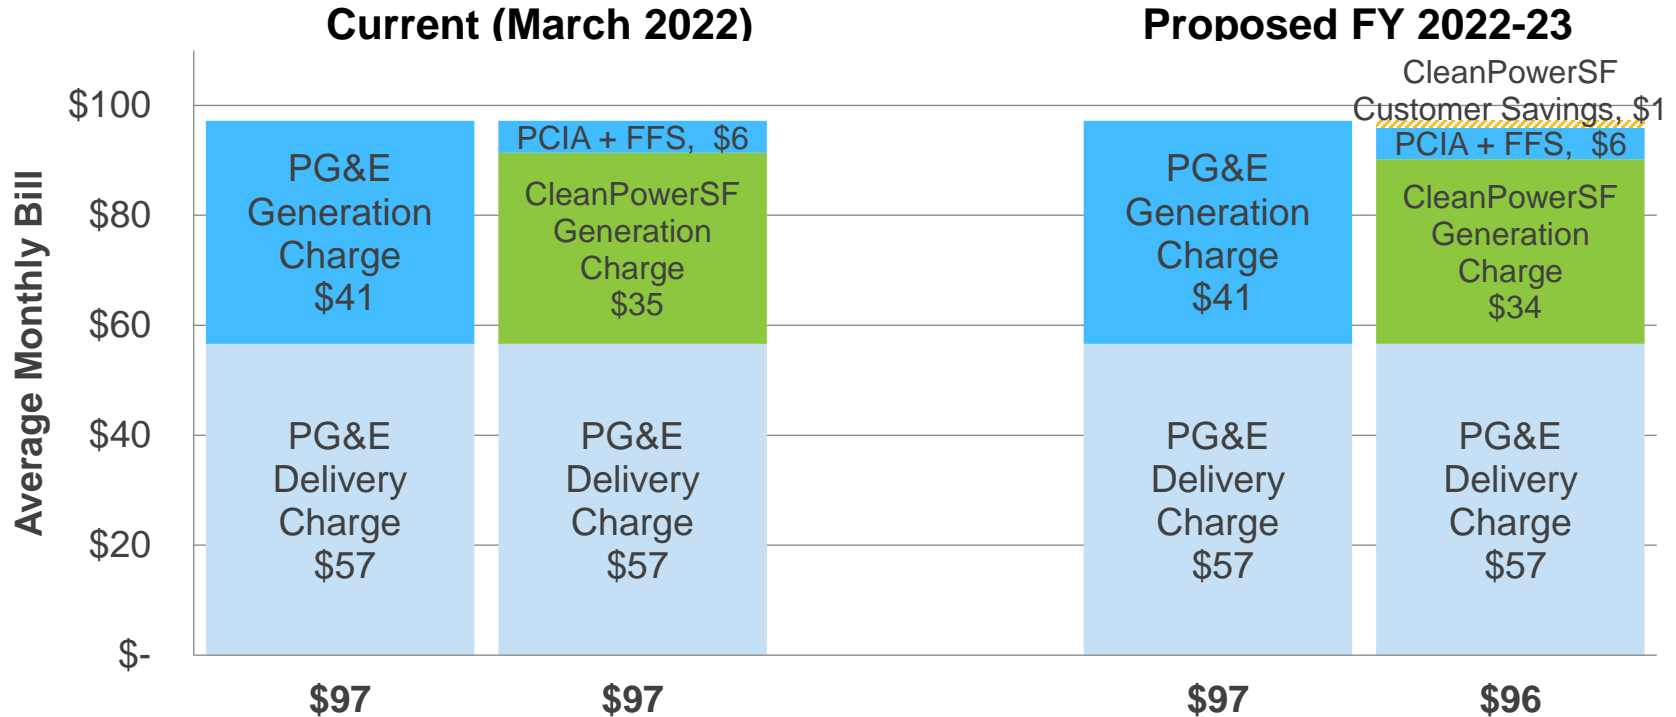 Current (March 2022)
Proposed FY 2022-23
Average Monthly Bill
$100
$80
$60
$40
$20
$-
PG&E
Generation
Charge
$41
PG&E
Delivery
Charge
$57
$97
PCIA + FFS, $6
CleanPowerSF
Generation
Charge
$35
PG&E
Delivery
Charge
$57
$97
PG&E
Generation
Charge
$41
PG&E
Delivery
Charge
$57
$97
CleanPowerSF
Customer Savings, $1
PCIA + FFS, $6
CleanPowerSF
Generation
Charge
$34
PG&E
Delivery
Charge
$57
$96